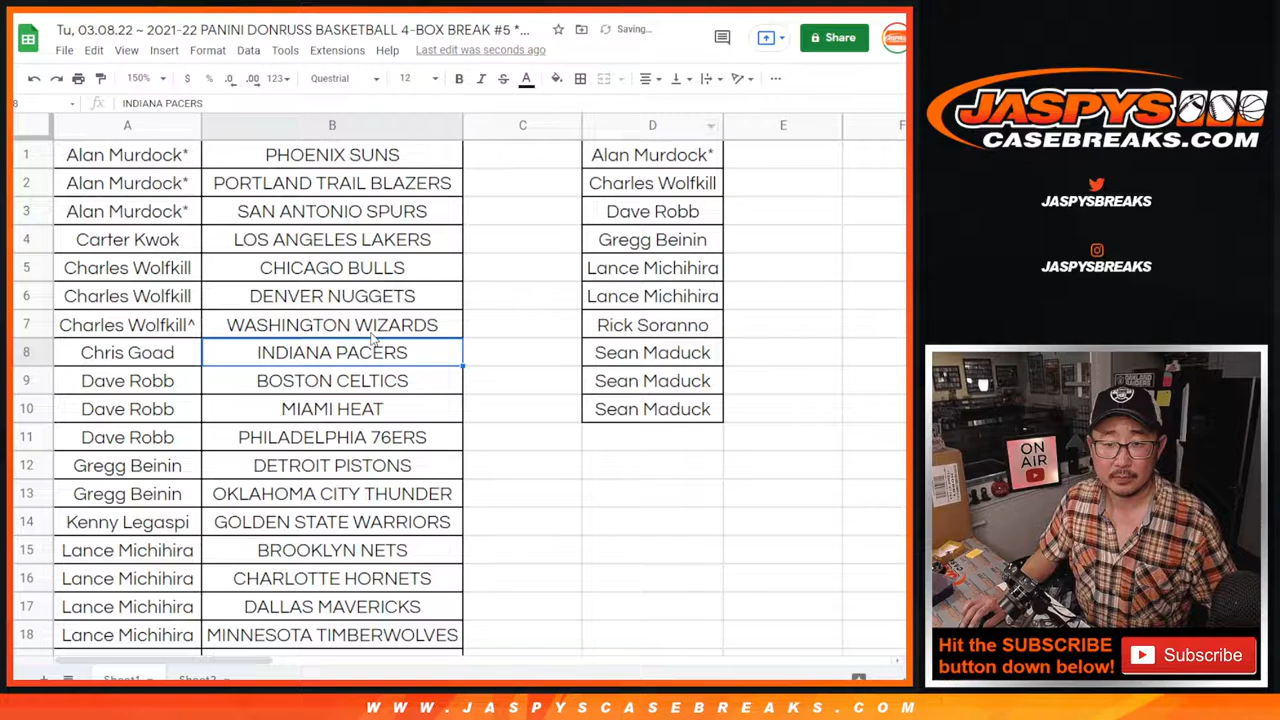 Tu, 03.08.22 ~ 2021-22 PANINI DONRUSS BASKETBALL 4-BOX BREAK #5 *...
Saving...
File Edit View Insert Format Data Tools Extensions Help Last edit was seconds ago
Share
150% $ % .0 .00 123 Questrial 12 B I S A
8 fx INDIANA PACERS
A B C D E F
1 Alan Murdock* PHOENIX SUNS Alan Murdock*
2 Alan Murdock* PORTLAND TRAIL BLAZERS Charles Wolfkill
3 Alan Murdock* SAN ANTONIO SPURS Dave Robb
4 Carter Kwok LOS ANGELES LAKERS Gregg Beinin
5 Charles Wolfkill CHICAGO BULLS Lance Michihira
6 Charles Wolfkill DENVER NUGGETS Lance Michihira
7 Charles Wolfkill^ WASHINGTON WIZARDS Rick Soranno
8 Chris Goad INDIANA PACERS Sean Maduck
9 Dave Robb BOSTON CELTICS Sean Maduck
10 Dave Robb MIAMI HEAT Sean Maduck
11 Dave Robb PHILADELPHIA 76ERS
12 Gregg Beinin DETROIT PISTONS
13 Gregg Beinin OKLAHOMA CITY THUNDER
14 Kenny Legaspi GOLDEN STATE WARRIORS
15 Lance Michihira BROOKLYN NETS
16 Lance Michihira CHARLOTTE HORNETS
17 Lance Michihira DALLAS MAVERICKS
18 Lance Michihira MINNESOTA TIMBERWOLVES
JASPYS
CASEBREAKS.COM
JASPYSBREAKS
JASPYSBREAKS
ON
AIR
Hit the SUBSCRIBE
button down below!
Subscribe
WWW.JASPYSCASEBREAKS.COM